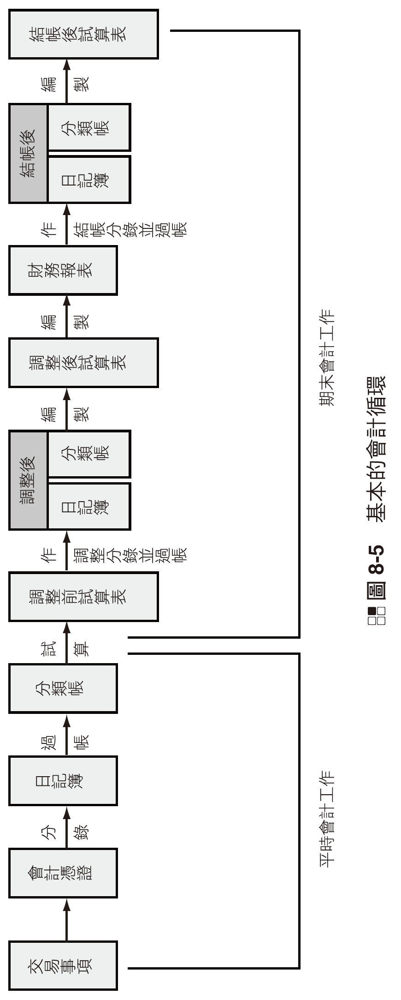 交易事項
會計憑證
分錄
日記簿
過帳
分類帳
試算
調整前試算表
作調整分錄並過帳
調整後
日記簿
分類帳
編製
調整後試算表
編製
財務報表
作結帳分錄並過帳
結帳後
日記簿
分類帳
編製
結帳後試算表
平時會計工作
期末會計工作
圖 8-5 基本的會計循環